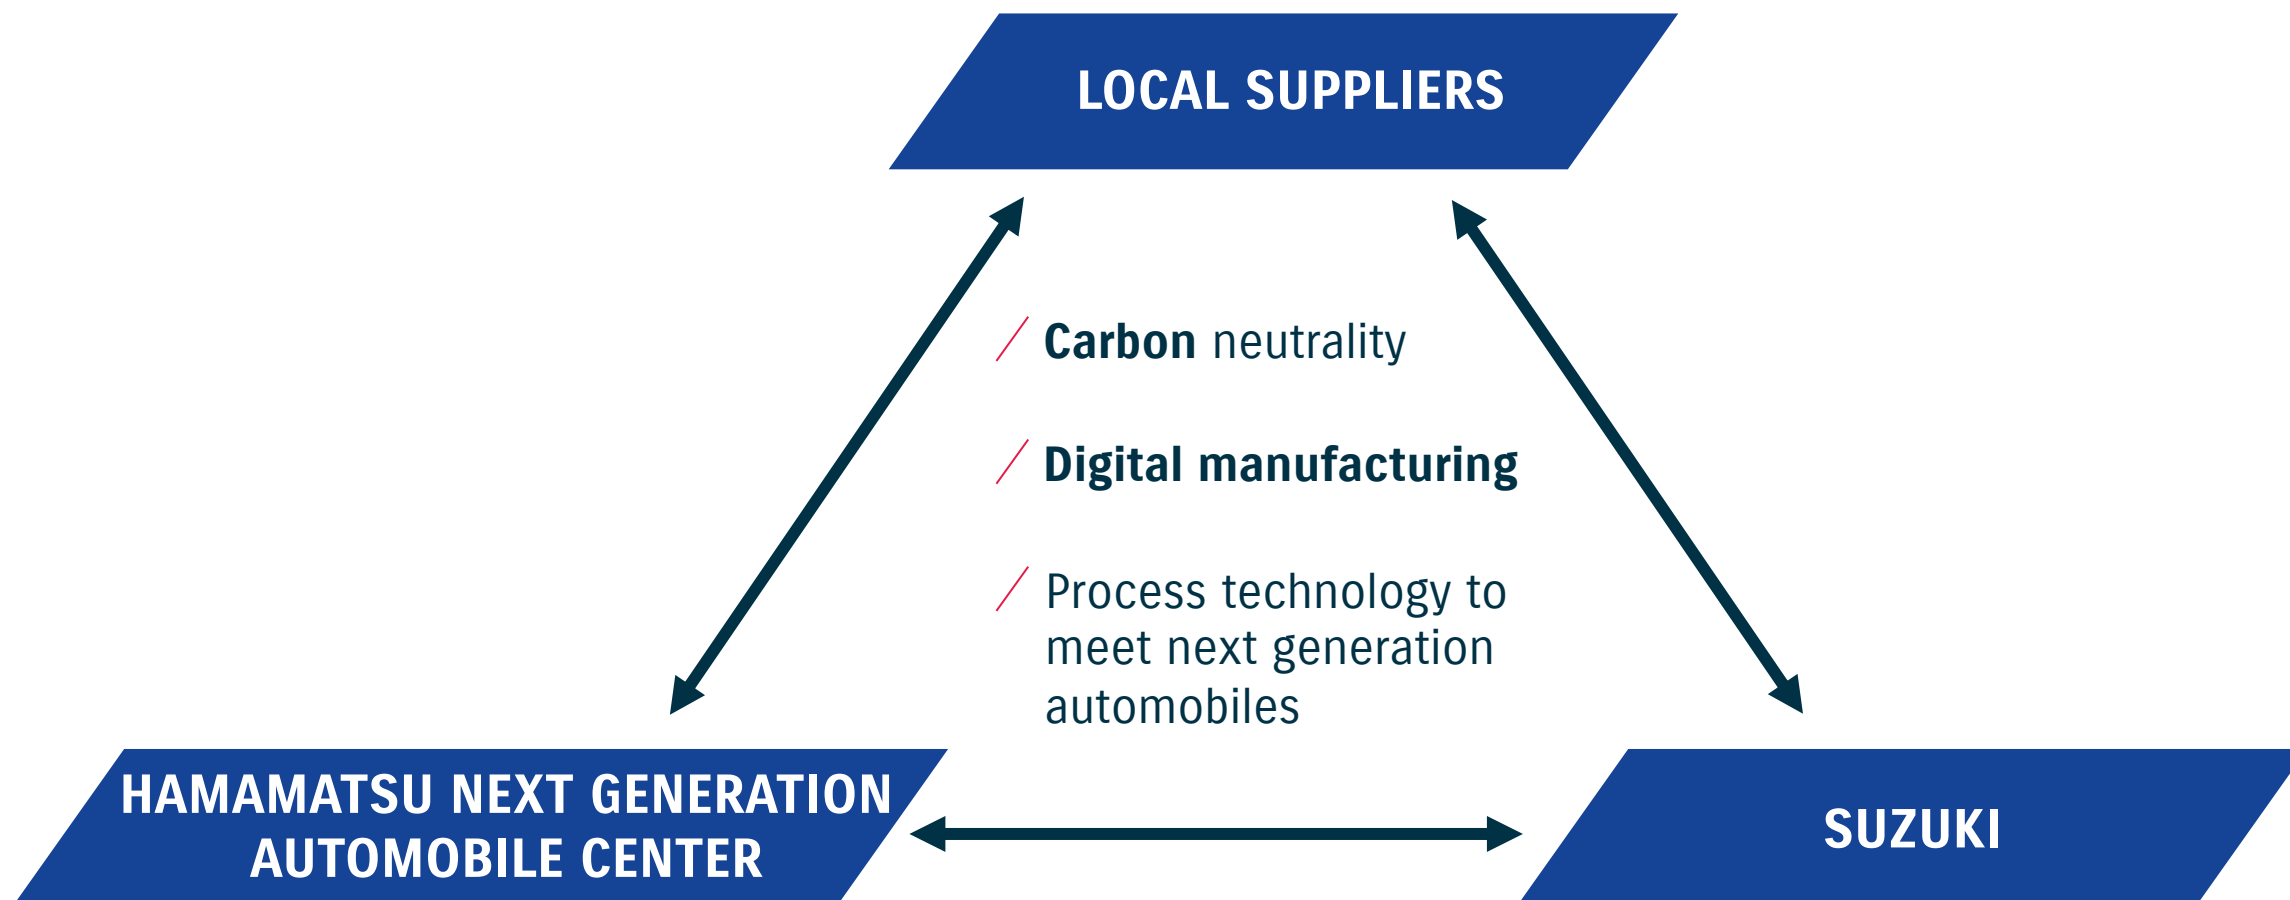 LOCAL SUPPLIERS
Carbon neutrality
Digital manufacturing
Process technology to
meet next generation
automobiles
HAMAMATSU NEXT GENERATION
AUTOMOBILE CENTER
SUZUKI